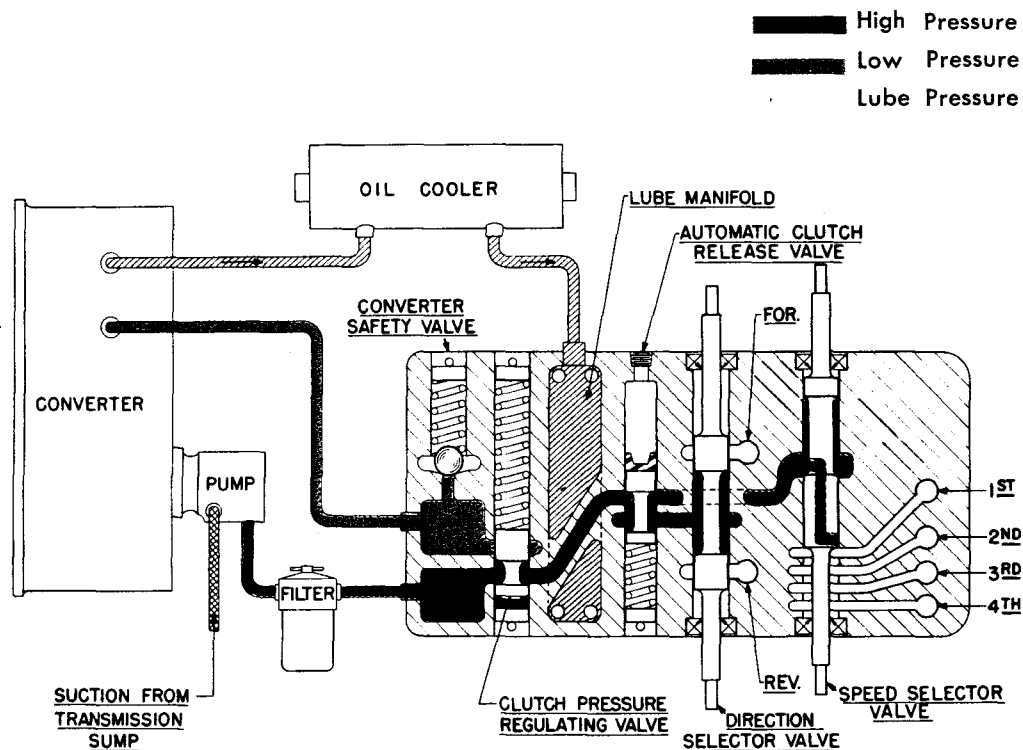 High Pressure
Low Pressure
Lube Pressure
OIL COOLER
LUBE MANIFOLD
AUTOMATIC CLUTCH
RELEASE VALVE
CONVERTER
SAFETY VALVE
FOR.
CONVERTER
PUMP
FILTER
1ST
2ND
3RD
4TH
SUCTION FROM
TRANSMISSION
SUMP
CLUTCH PRESSURE
REGULATING VALVE
REV.
DIRECTION
SELECTOR VALVE
SPEED SELECTOR
VALVE